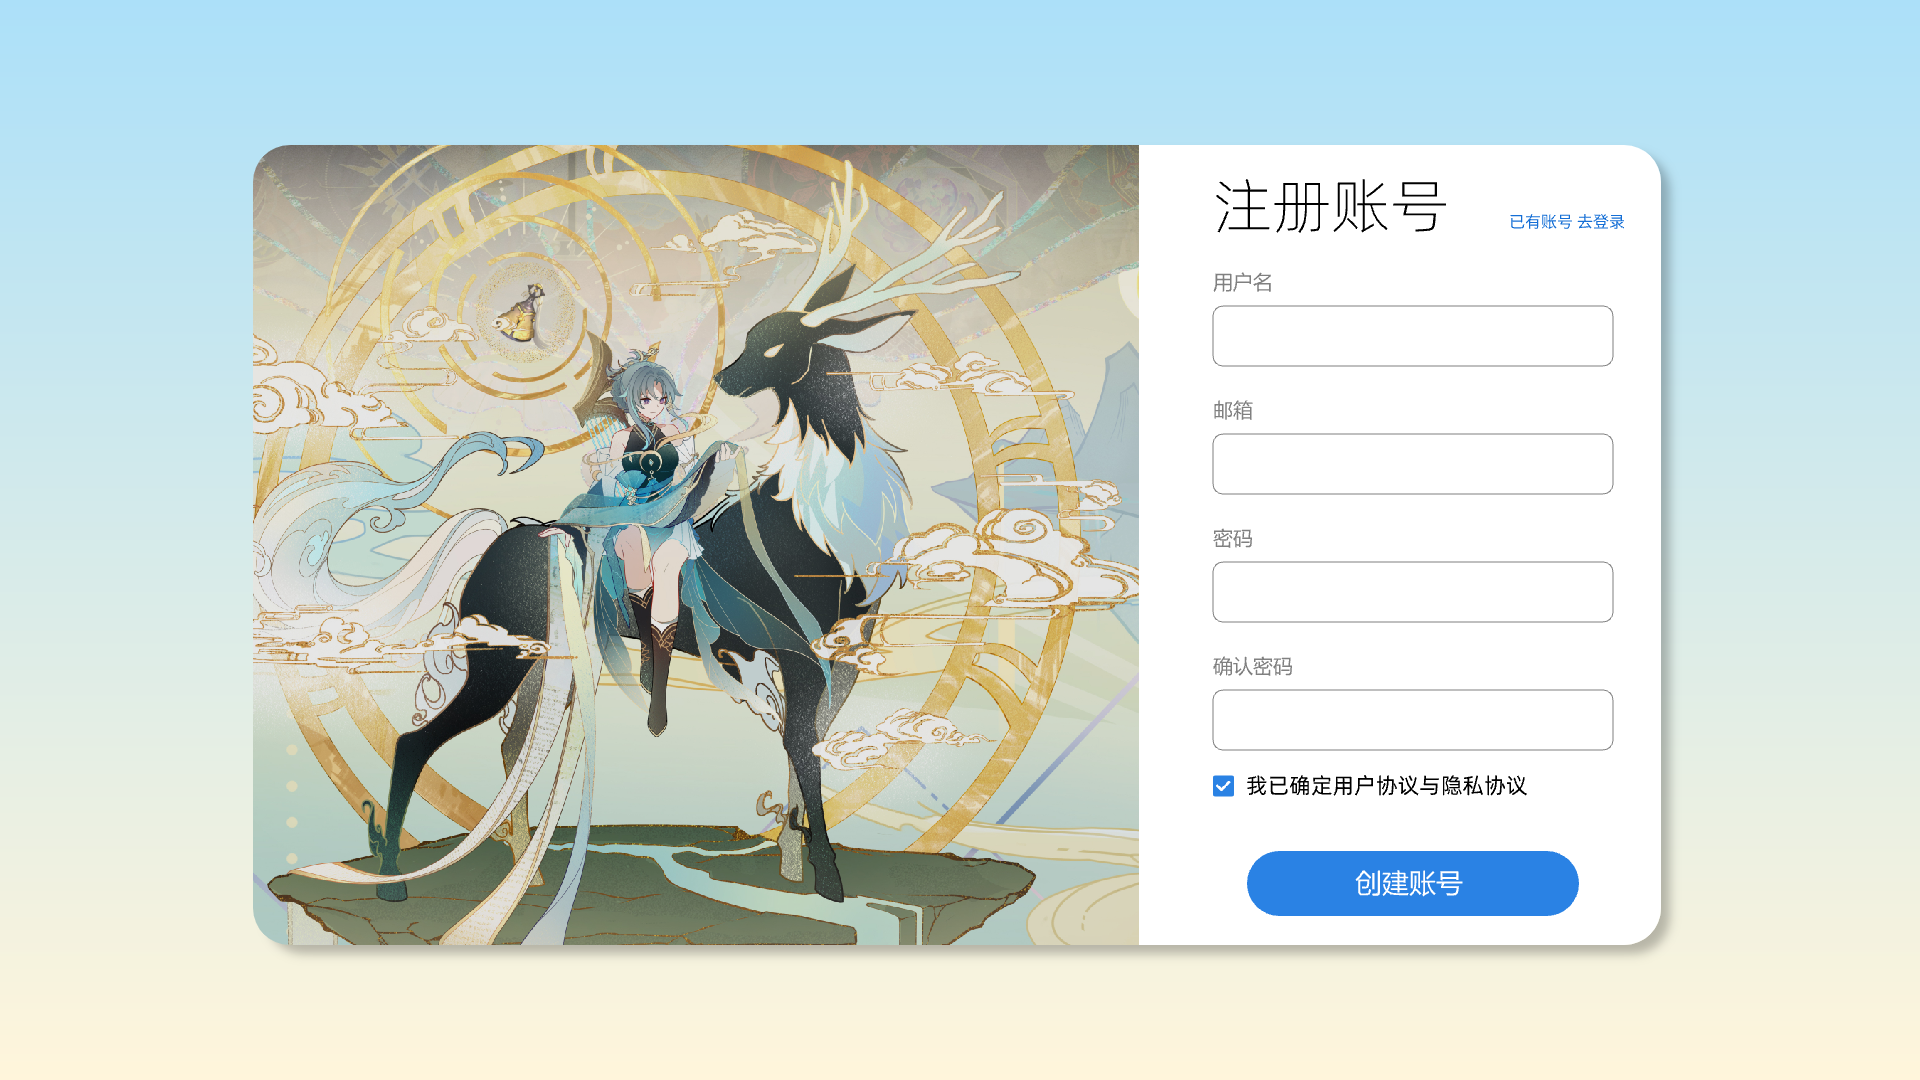 注册账号
已有账号 去登录
用户名
邮箱
密码
确认密码
我已确定用户协议与隐私协议
创建账号